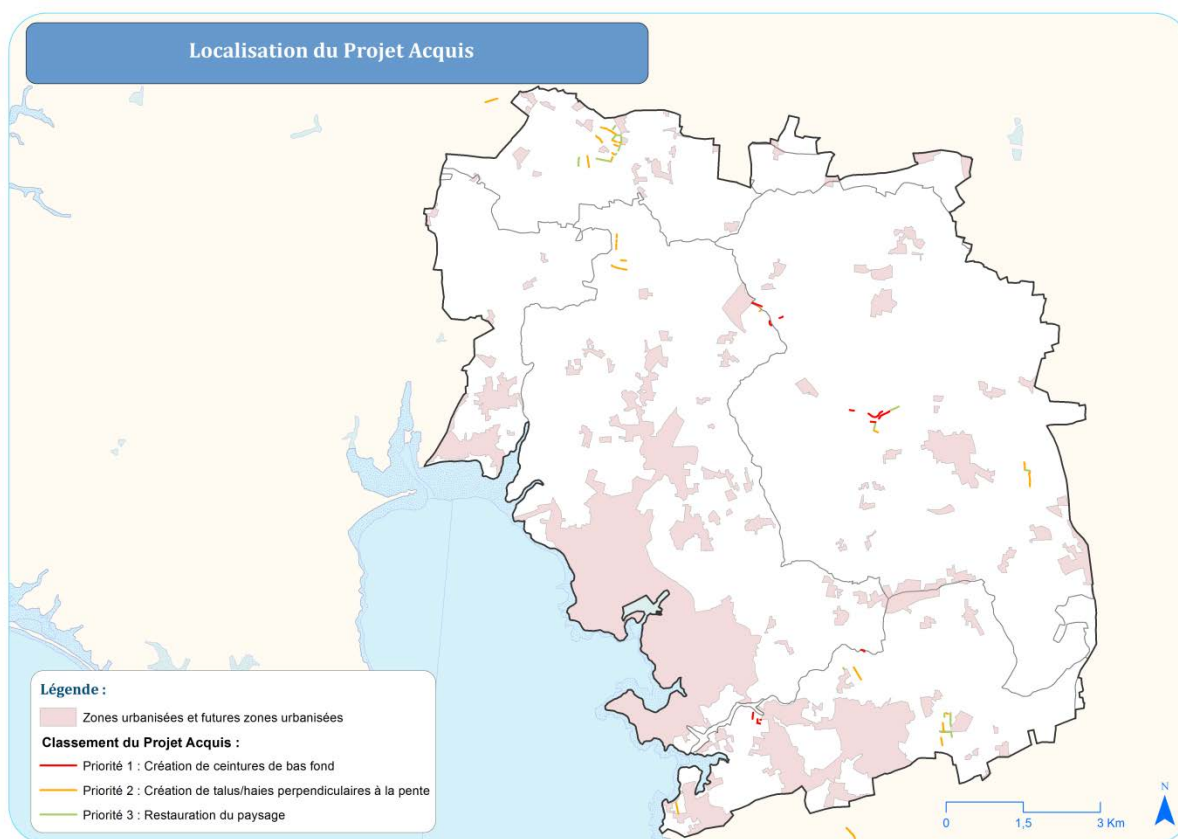 Localisation du Projet Acquis
Légende :
Zones urbanisées et futures zones urbanisées
Classement du Projet Acquis :
Priorité 1 : Création de ceintures de bas fond
Priorité 2 : Création de talus/haies perpendiculaires à la pente
Priorité 3 : Restauration du paysage
N
0 1,5 3 Km